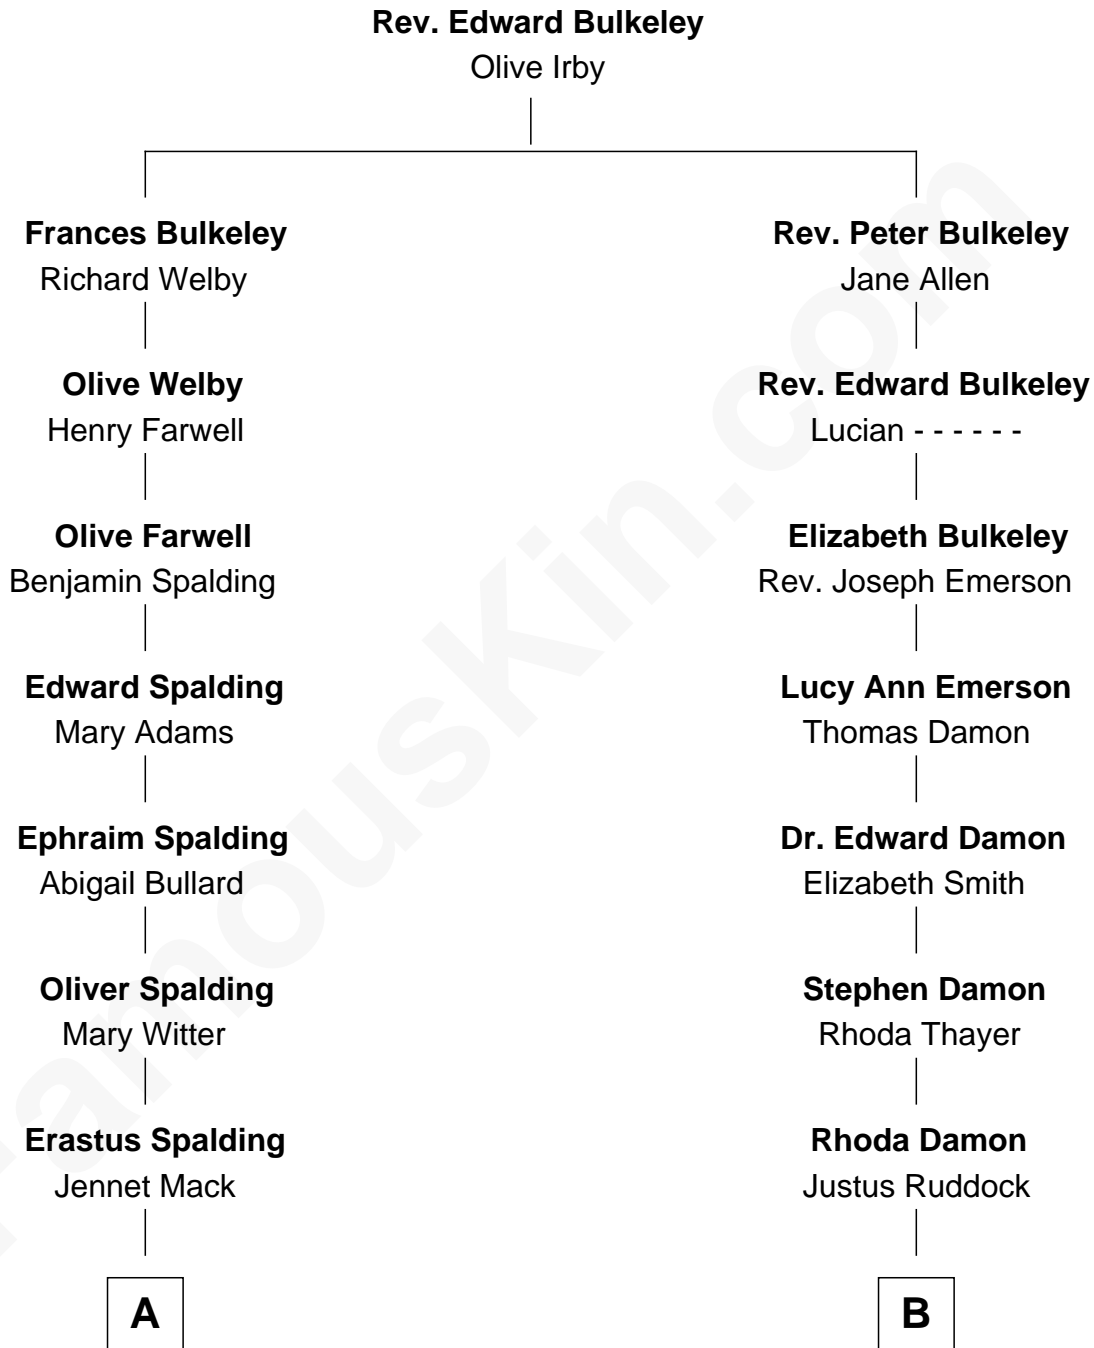 Rev. Edward Bulkeley
Olive Irby
Frances Bulkeley
Richard Welby
Olive Welby
Henry Farwell
Olive Farwell
Benjamin Spalding
Edward Spalding
Mary Adams
Ephraim Spalding
Abigail Bullard
Oliver Spalding
Mary Witter
Erastus Spalding
Jennet Mack
A
Rev. Peter Bulkeley
Jane Allen
Rev. Edward Bulkeley
Lucian - - - - - -
Elizabeth Bulkeley
Rev. Joseph Emerson
Lucy Ann Emerson
Thomas Damon
Dr. Edward Damon
Elizabeth Smith
Stephen Damon
Rhoda Thayer
Rhoda Damon
Justus Ruddock
B
FamousKin.com